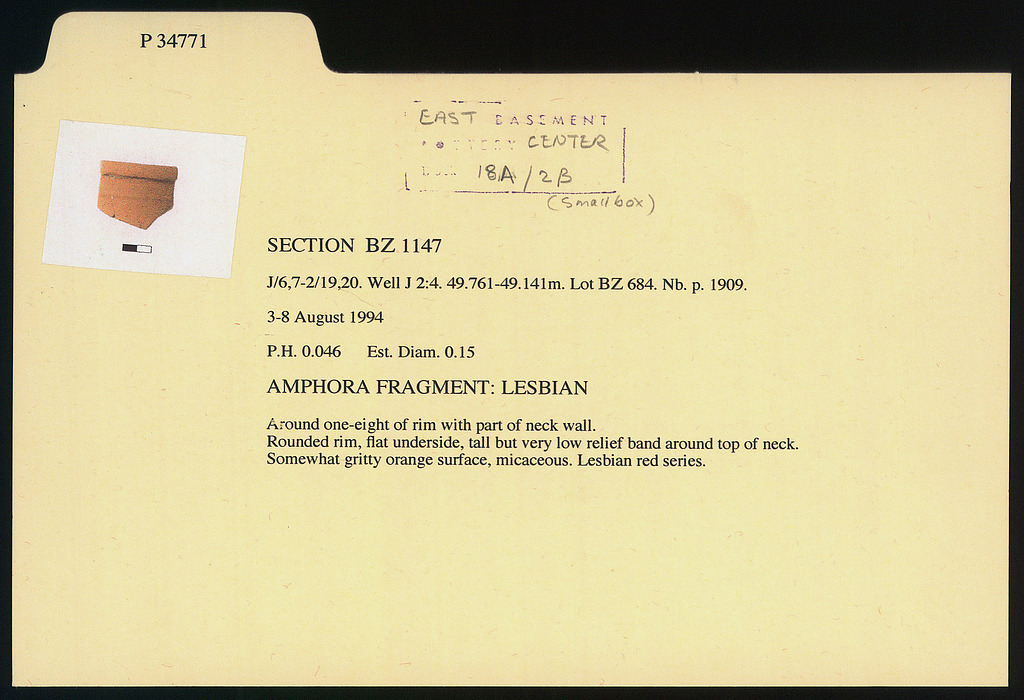 P 34771
EAST BASEMENT
CENTER
18A/2B
(Small box)
SECTION BZ 1147
J/6,7-2/19,20. Well J 2:4. 49.761-49.141m. Lot BZ 684. Nb. p. 1909.
3-8 August 1994
P.H. 0.046 Est. Diam. 0.15
AMPHORA FRAGMENT: LESBIAN
Around one-eight of rim with part of neck wall.
Rounded rim, flat underside, tall but very low relief band around top of neck.
Somewhat gritty orange surface, micaceous. Lesbian red series.